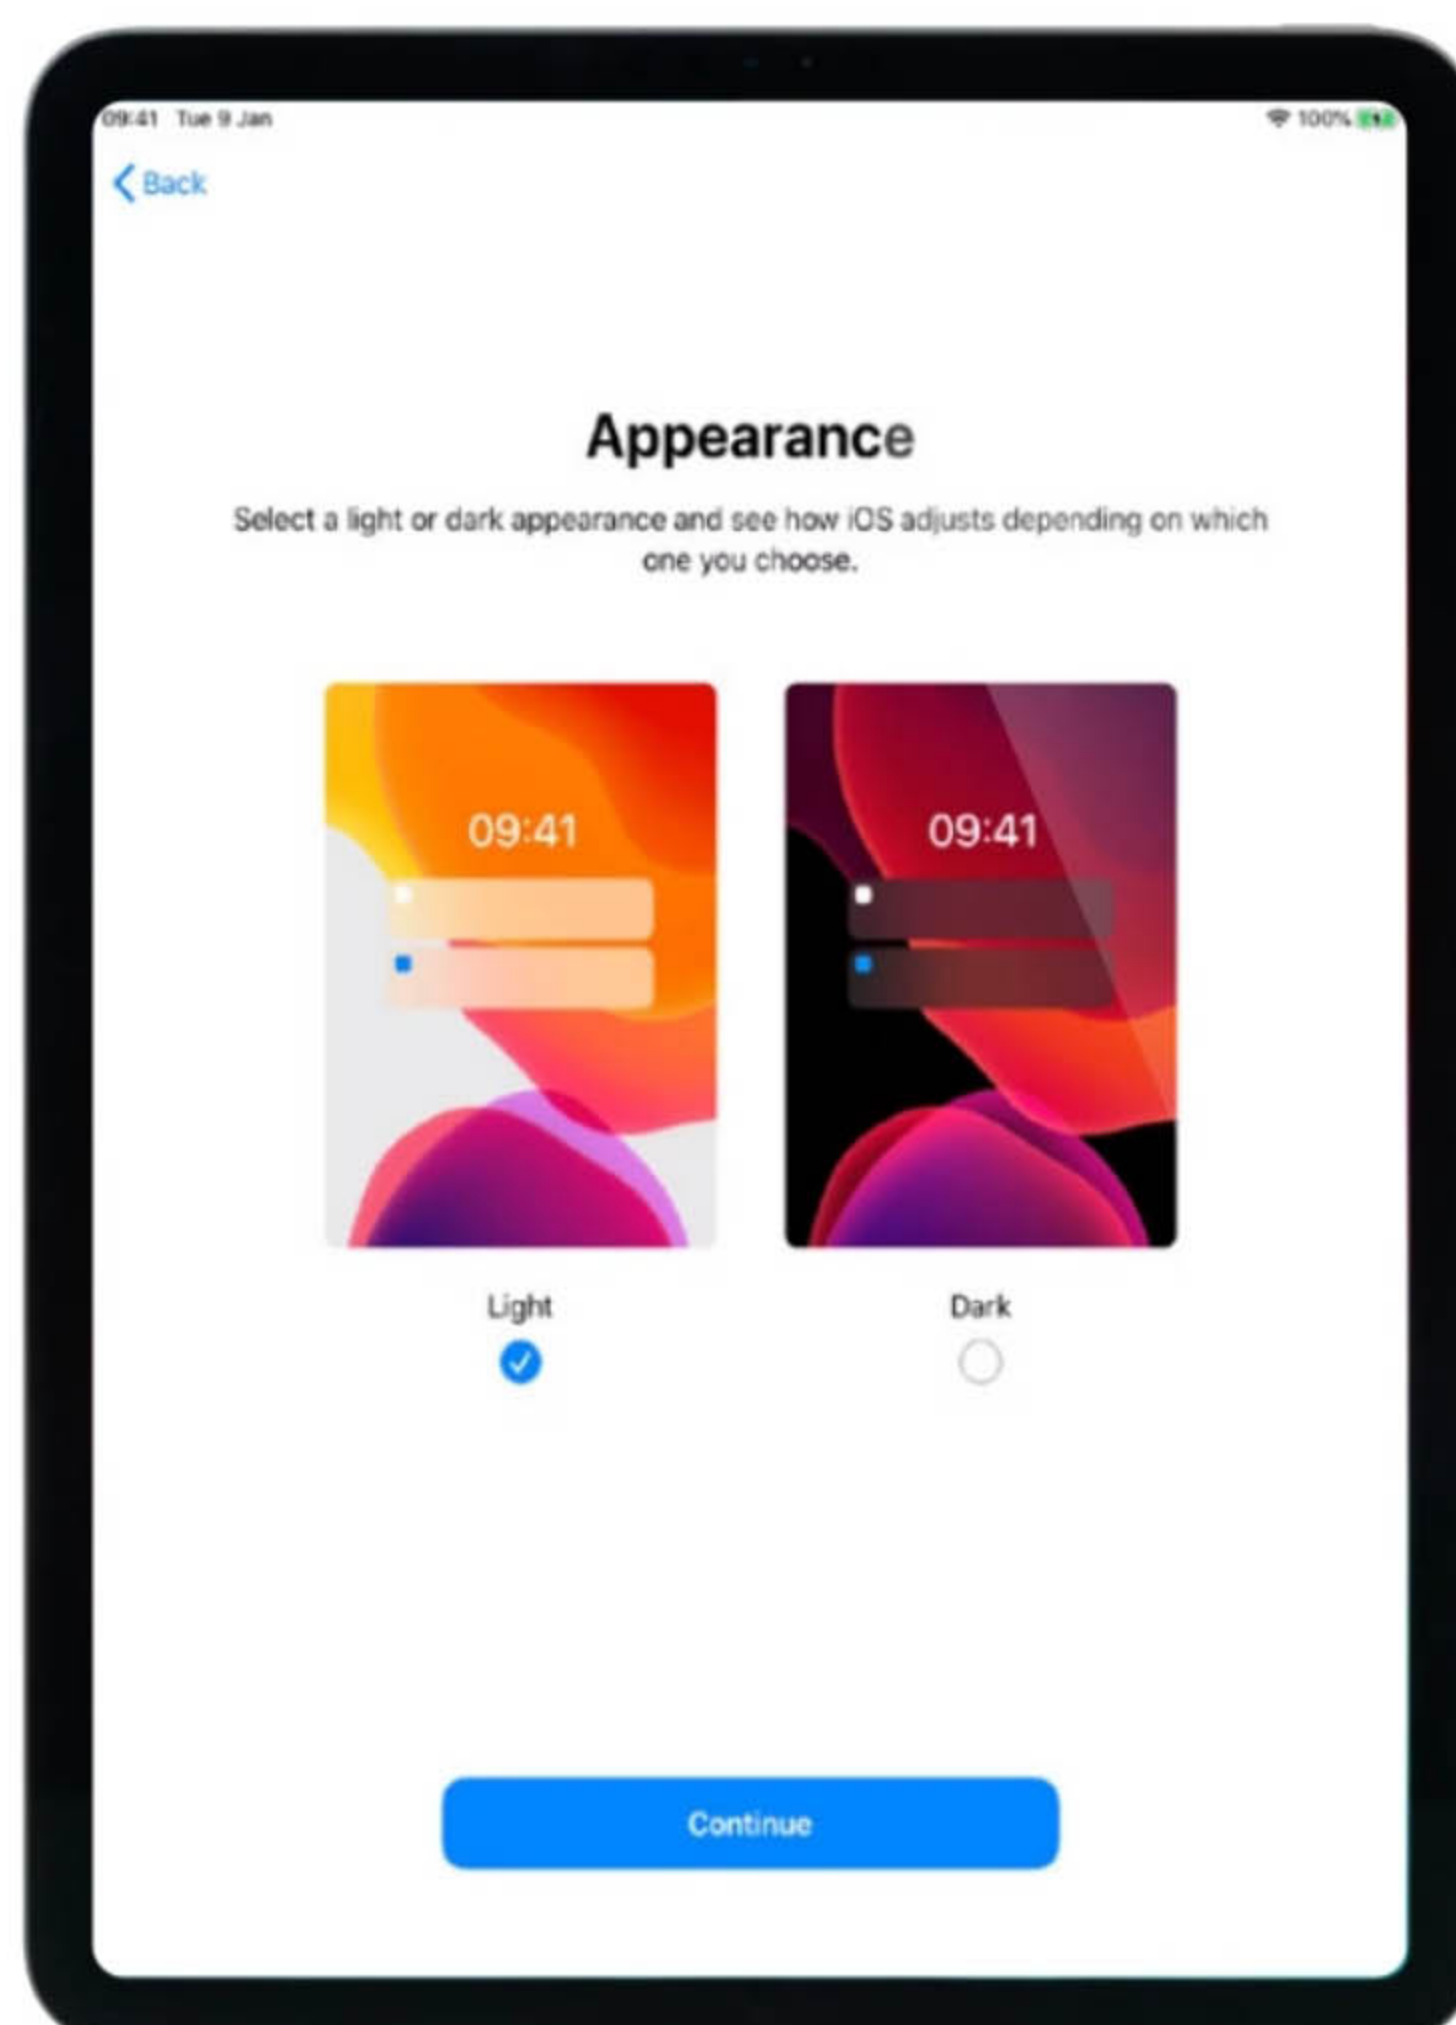 09:41 Tue 9 Jan
100%
Back
Appearance
Select a light or dark appearance and see how iOS adjusts depending on which
one you choose.
09:41
09:41
Light
Dark
Continue